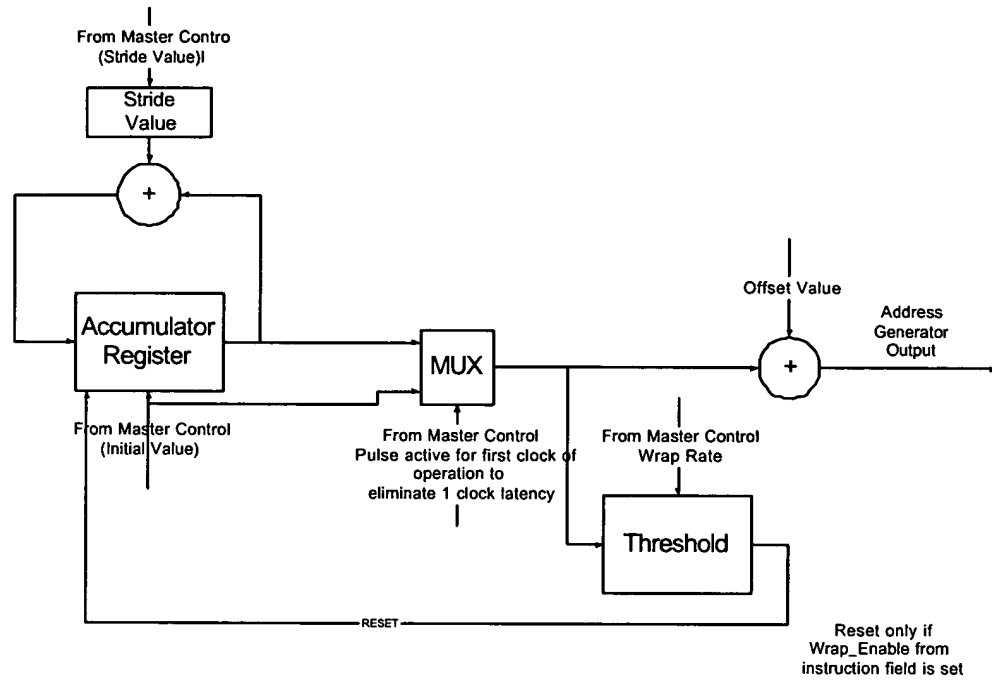 From Master Contro
(Stride Value)l
Stride
Value
+
Accumulator
Register
From Master Control
(Initial Value)
MUX
From Master Control
Pulse active for first clock of
operation to
eliminate 1 clock latency
Offset Value
+
Address
Generator
Output
From Master Control
Wrap Rate
Threshold
RESET
Reset only if
Wrap_Enable from
instruction field is set